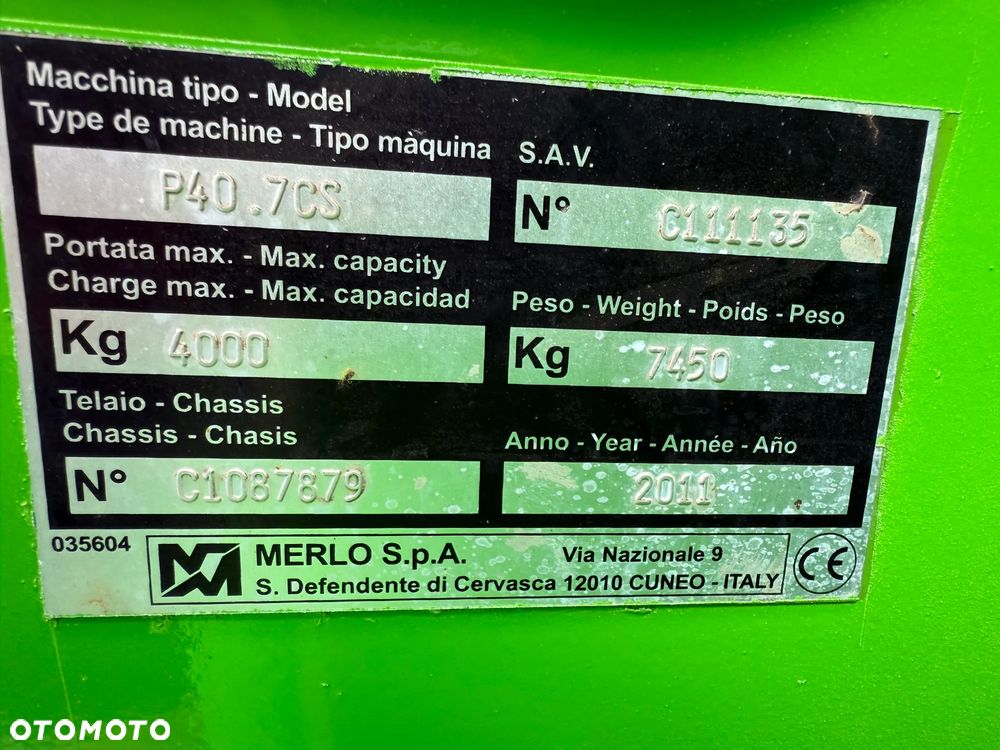 Macchina tipo - Model
Type de machine - Tipo màquina
P40.7CS
S.A.V.
N° C111135
Portata max. - Max. capacity
Charge max. - Max. capacidad
Kg 4000
Peso - Weight - Poids - Peso
Kg 7450
Telaio - Chassis
Chassis - Chasis
N° C1087879
Anno - Year - Année - Año
2011
035604
MERLO S.p.A. Via Nazionale 9
S. Defendente di Cervasca 12010 CUNEO - ITALY
CE
OTOMOTO